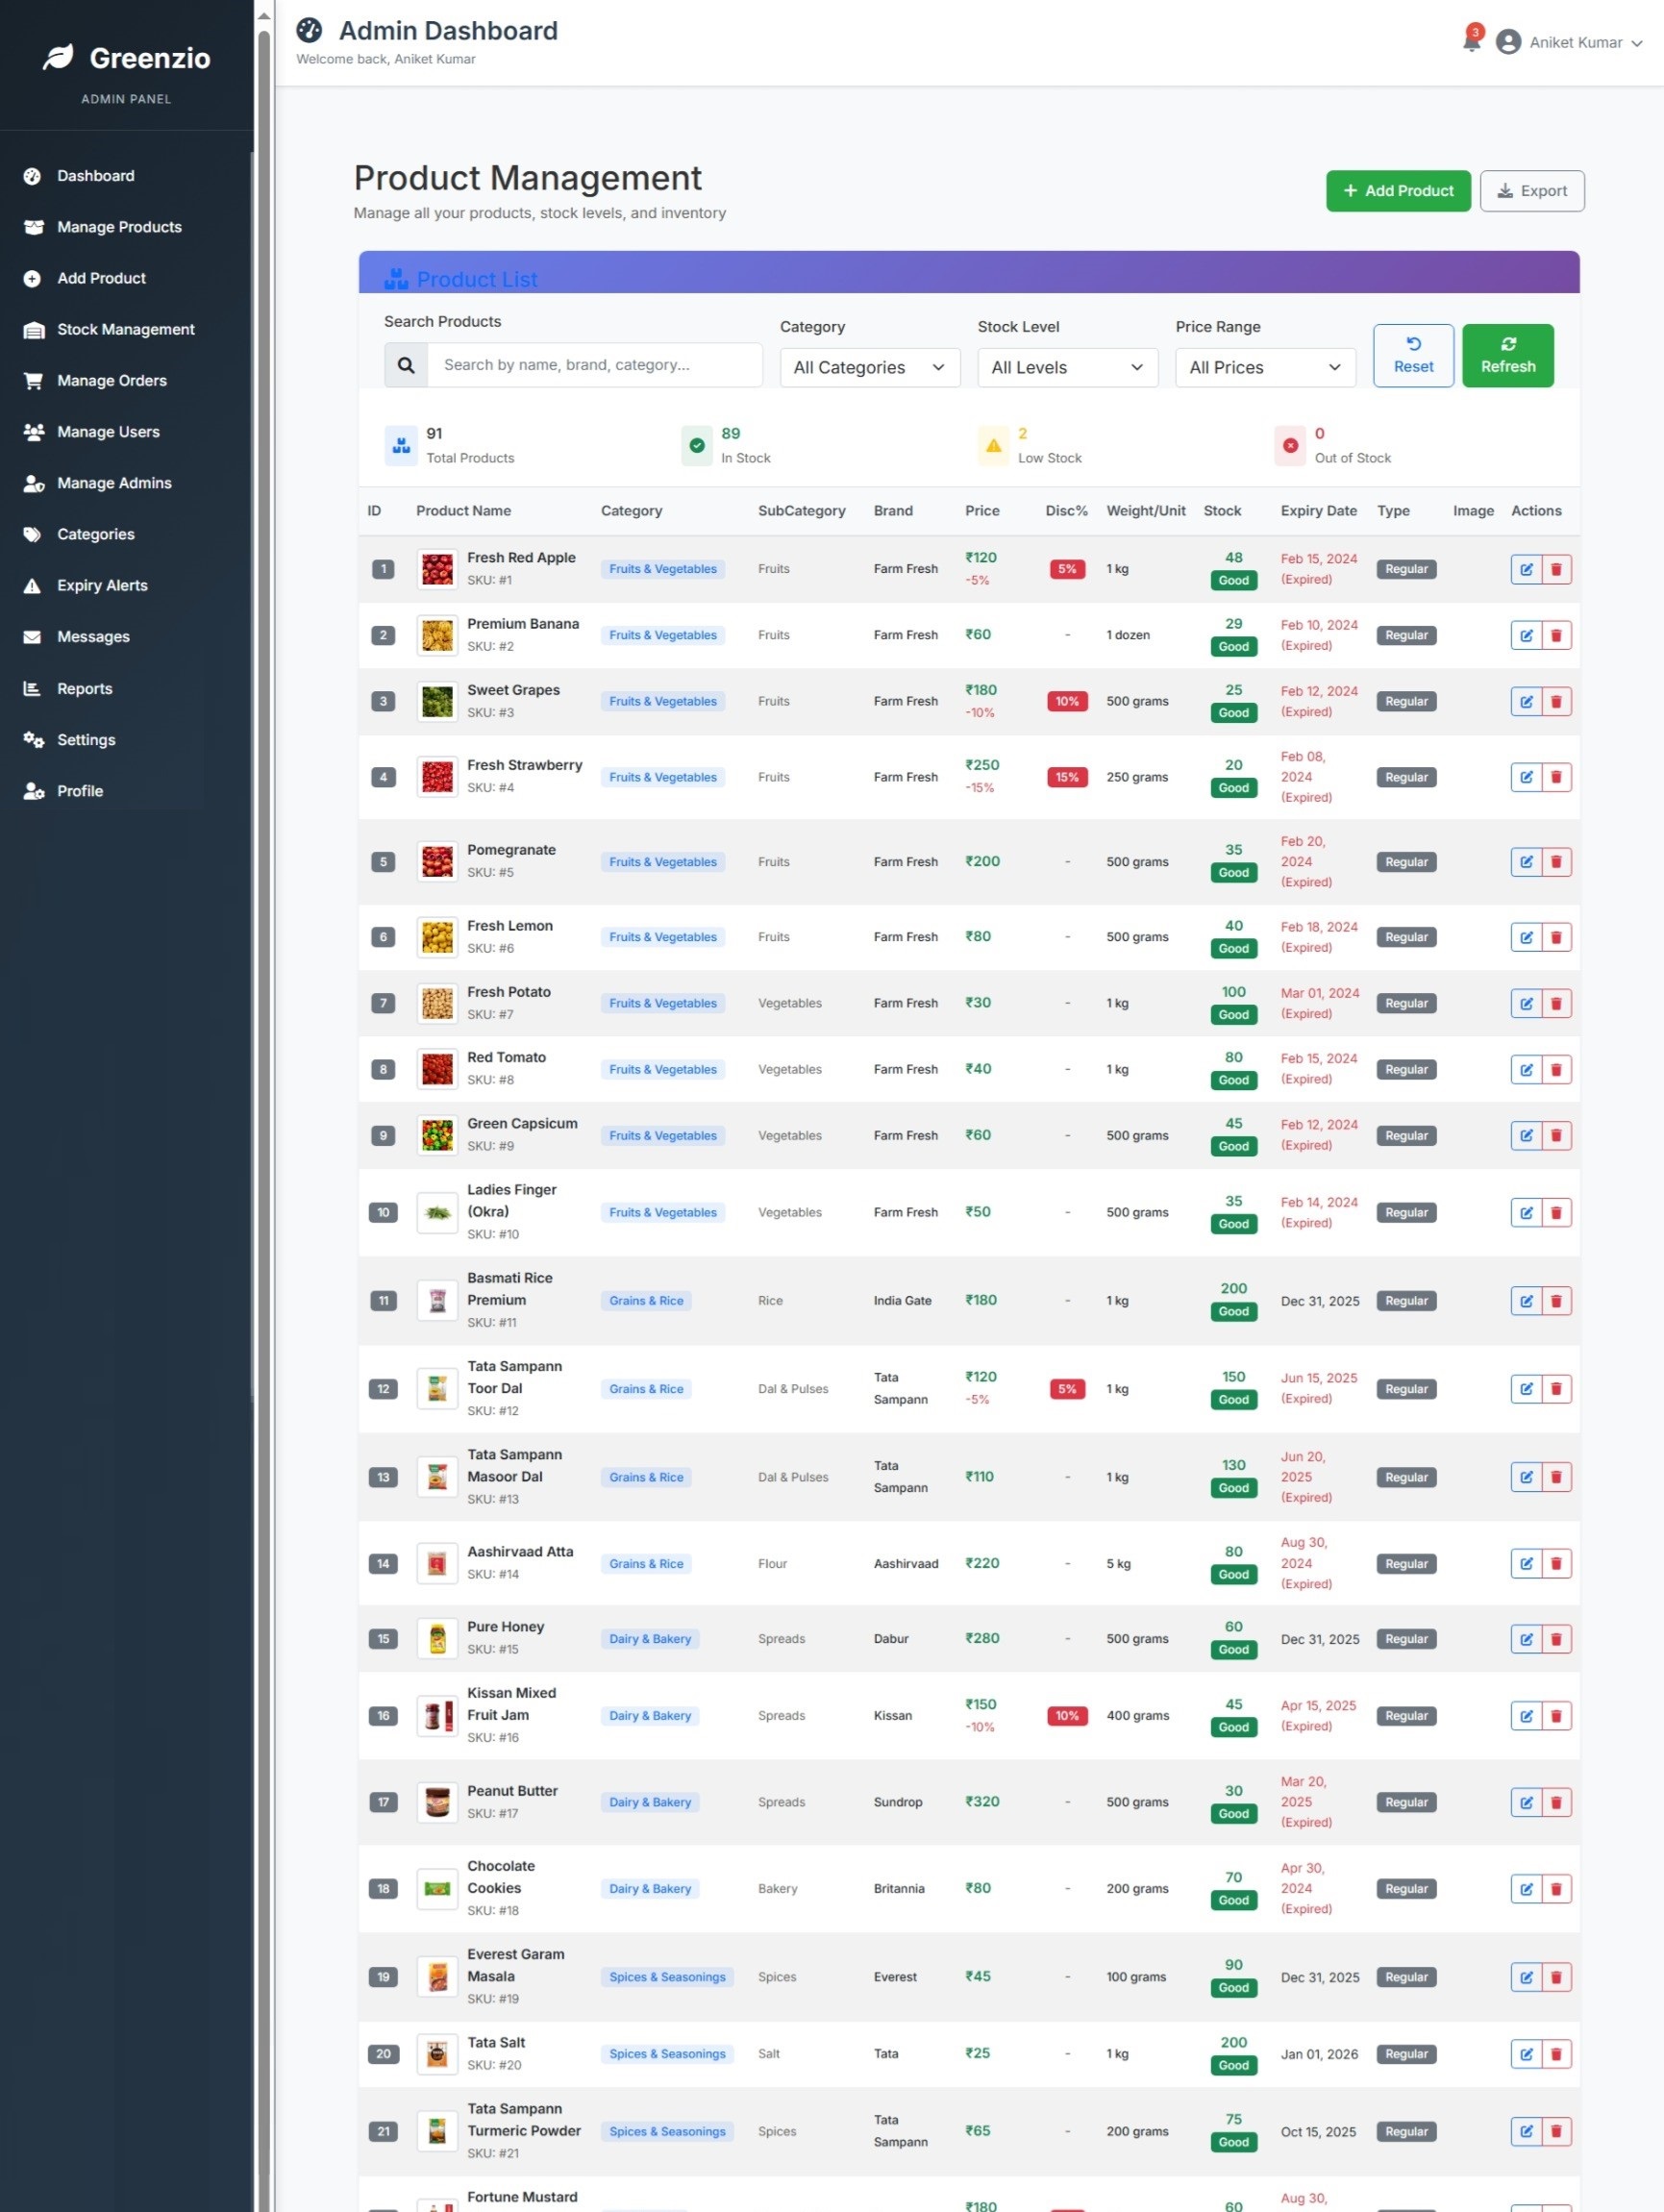 Greenzio
ADMIN PANEL
Dashboard
Manage Products
Add Product
Stock Management
Manage Orders
Manage Users
Manage Admins
Categories
Expiry Alerts
Messages
Reports
Settings
Profile
Admin Dashboard
Welcome back, Aniket Kumar
3
Aniket Kumar
Product Management
Manage all your products, stock levels, and inventory
+ Add Product
Export
Product List
Search Products
Search by name, brand, category...
Category
All Categories
Stock Level
All Levels
Price Range
All Prices
Reset
Refresh
91
Total Products
89
In Stock
2
Low Stock
0
Out of Stock
ID Product Name Category SubCategory Brand Price Disc% Weight/Unit Stock Expiry Date Type Image Actions
1 Fresh Red Apple Fruits & Vegetables Fruits Farm Fresh ₹120 5% 1 kg 48 Feb 15, 2024 Regular
SKU: #1 -5% Good (Expired)
2 Premium Banana Fruits & Vegetables Fruits Farm Fresh ₹60 - 1 dozen 29 Feb 10, 2024 Regular
SKU: #2 Good (Expired)
3 Sweet Grapes Fruits & Vegetables Fruits Farm Fresh ₹180 10% 500 grams 25 Feb 12, 2024 Regular
SKU: #3 -10% Good (Expired)
4 Fresh Strawberry Fruits & Vegetables Fruits Farm Fresh ₹250 15% 250 grams 20 Feb 08, 2024 Regular
SKU: #4 -15% Good (Expired)
5 Pomegranate Fruits & Vegetables Fruits Farm Fresh ₹200 - 500 grams 35 Feb 20, 2024 Regular
SKU: #5 Good (Expired)
6 Fresh Lemon Fruits & Vegetables Fruits Farm Fresh ₹80 - 500 grams 40 Feb 18, 2024 Regular
SKU: #6 Good (Expired)
7 Fresh Potato Fruits & Vegetables Vegetables Farm Fresh ₹30 - 1 kg 100 Mar 01, 2024 Regular
SKU: #7 Good (Expired)
8 Red Tomato Fruits & Vegetables Vegetables Farm Fresh ₹40 - 1 kg 80 Feb 15, 2024 Regular
SKU: #8 Good (Expired)
9 Green Capsicum Fruits & Vegetables Vegetables Farm Fresh ₹60 - 500 grams 45 Feb 12, 2024 Regular
SKU: #9 Good (Expired)
10 Ladies Finger (Okra) Fruits & Vegetables Vegetables Farm Fresh ₹50 - 500 grams 35 Feb 14, 2024 Regular
SKU: #10 Good (Expired)
11 Basmati Rice Premium Grains & Rice Rice India Gate ₹180 - 1 kg 200 Dec 31, 2025 Regular
SKU: #11 Good
12 Tata Sampann Toor Dal Grains & Rice Dal & Pulses Tata Sampann ₹120 5% 1 kg 150 Jun 15, 2025 Regular
SKU: #12 -5% Good (Expired)
13 Tata Sampann Masoor Dal Grains & Rice Dal & Pulses Tata Sampann ₹110 - 1 kg 130 Jun 20, 2025 Regular
SKU: #13 Good (Expired)
14 Aashirvaad Atta Grains & Rice Flour Aashirvaad ₹220 - 5 kg 80 Aug 30, 2024 Regular
SKU: #14 Good (Expired)
15 Pure Honey Dairy & Bakery Spreads Dabur ₹280 - 500 grams 60 Dec 31, 2025 Regular
SKU: #15 Good
16 Kissan Mixed Fruit Jam Dairy & Bakery Spreads Kissan ₹150 10% 400 grams 45 Apr 15, 2025 Regular
SKU: #16 -10% Good (Expired)
17 Peanut Butter Dairy & Bakery Spreads Sundrop ₹320 - 500 grams 30 Mar 20, 2025 Regular
SKU: #17 Good (Expired)
18 Chocolate Cookies Dairy & Bakery Bakery Britannia ₹80 - 200 grams 70 Apr 30, 2024 Regular
SKU: #18 Good (Expired)
19 Everest Garam Masala Spices & Seasonings Spices Everest ₹45 - 100 grams 90 Dec 31, 2025 Regular
SKU: #19 Good
20 Tata Salt Spices & Seasonings Salt Tata ₹25 - 1 kg 200 Jan 01, 2026 Regular
SKU: #20 Good
21 Tata Sampann Turmeric Powder Spices & Seasonings Spices Tata Sampann ₹65 - 200 grams 75 Oct 15, 2025 Regular
SKU: #21 Good
Fortune Mustard ₹180 60 Aug 30,